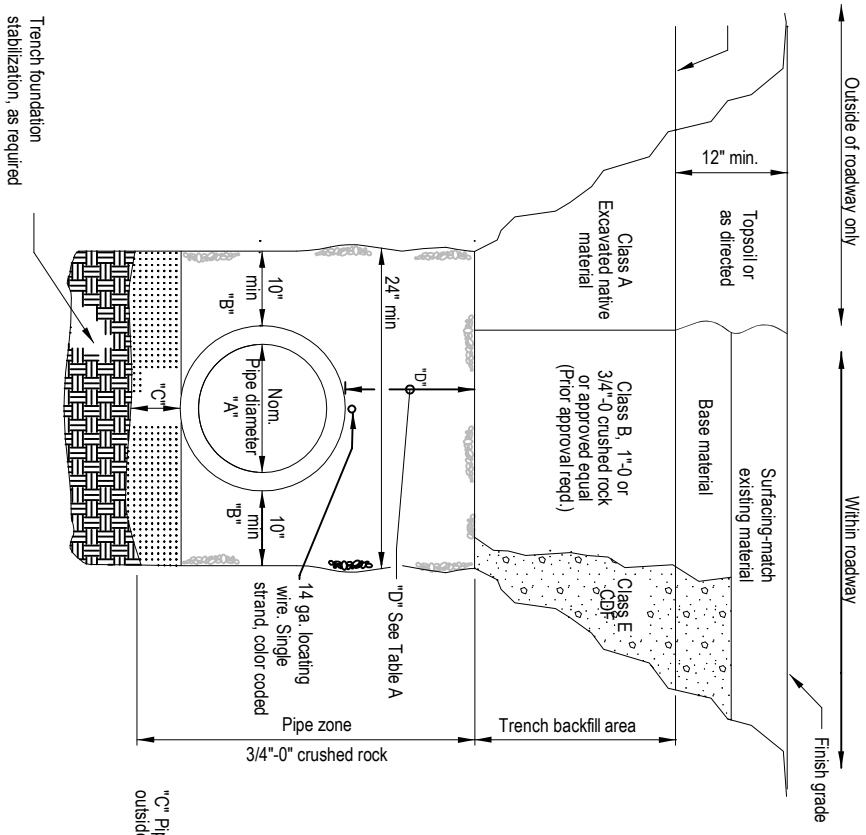 Outside of roadway only
Within roadway
Finish grade
12" min.
Topsoil or
as directed
Surfacing-match
existing material
Base material
Class A
Excavated native
material
Class B, 1"-0 or
3/4"-0 crushed rock
or approved equal
(Prior approval reqd.)
Class E
CDF
Trench backfill area
24" min
"D"
"D" See Table A
10"
min
"B"
Nom.
Pipe diameter
"A"
10"
min
"B"
14 ga. locating
wire. Single
strand, color coded
Pipe zone
3/4"-0" crushed rock
"C"
Trench foundation
stabilization, as required
"C"
outside